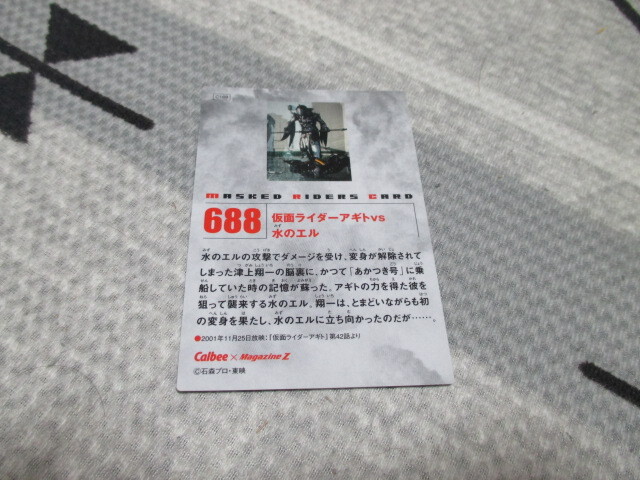 MASKED RIDERS CARD
688
仮面ライダーアギトvs
水のエル
水のエルの攻撃でダメージを受け、変身が解除されて
しまった津上翔一の脳裏に、かつて「あかつき号」に乗
船していた時の記憶が蘇った。アギトの力を得た彼を
狙って襲来する水のエル。翔一は、とまどいながらも初
の変身を果たし、水のエルに立ち向かったのだが……。
●2001年11月25日放映:『仮面ライダーアギト』第42話より
Calbee × Magazine Z
©石森プロ・東映